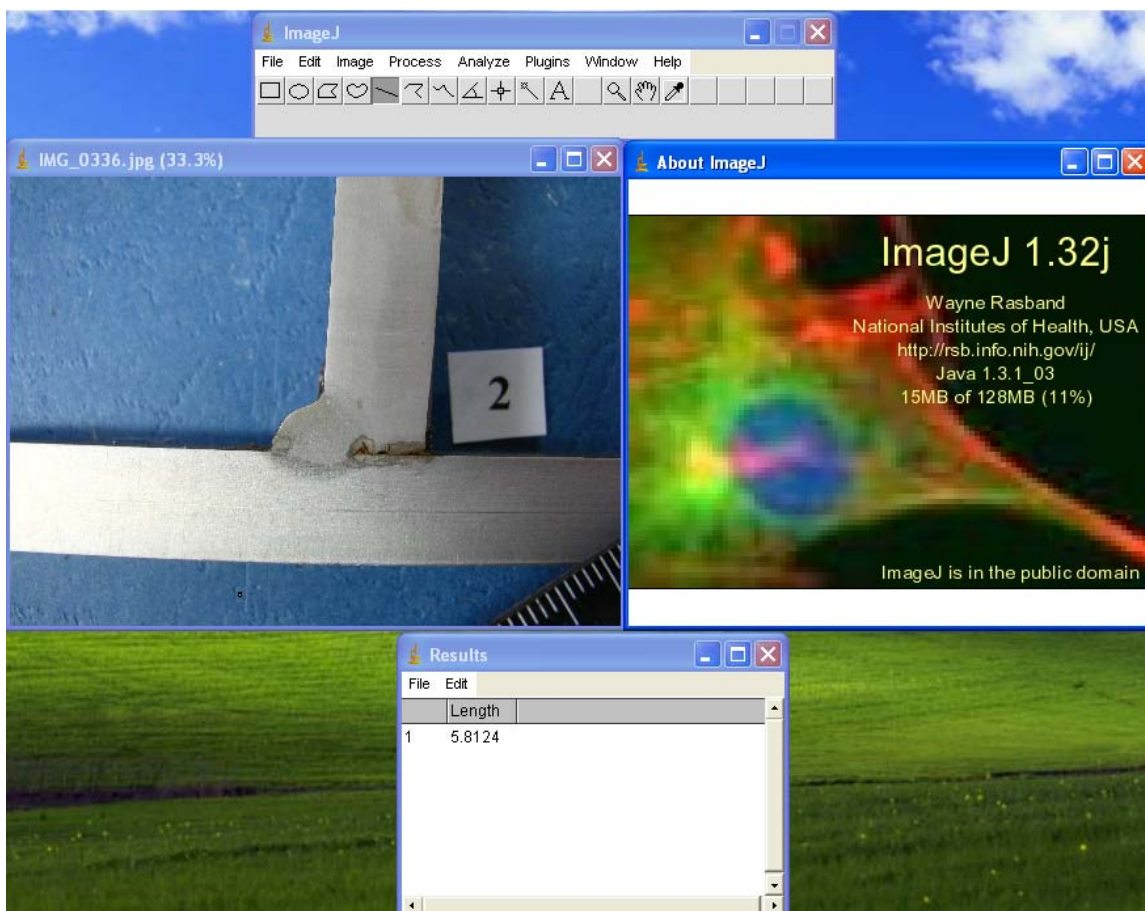 ImageJ
File Edit Image Process Analyze Plugins Window Help
A
IMG_0336.jpg (33.3%)
2
About ImageJ
ImageJ 1.32j
Wayne Rasband
National Institutes of Health, USA
http://rsb.info.nih.gov/ij/
Java 1.3.1_03
15MB of 128MB (11%)
ImageJ is in the public domain
Results
File Edit
Length
1 5.8124